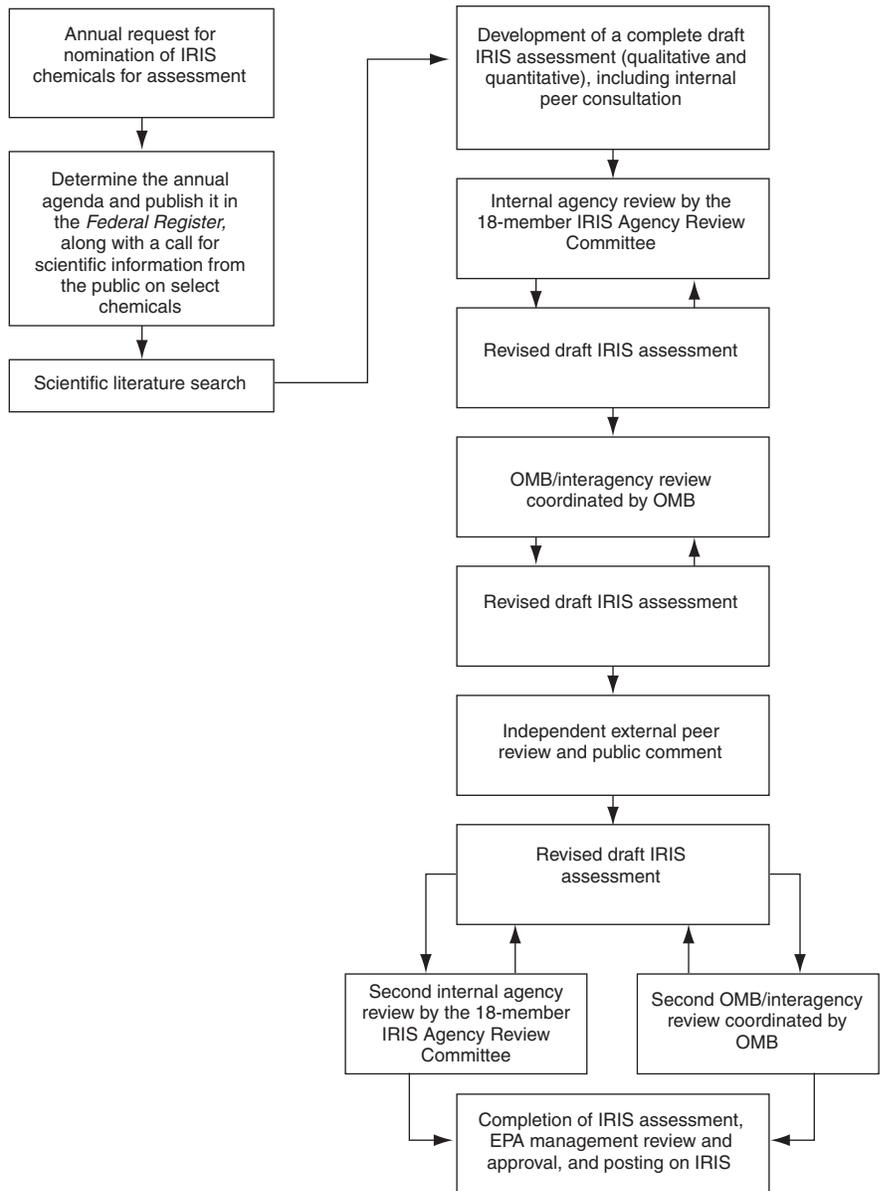 Annual request for
nomination of IRIS
chemicals for assessment
Determine the annual
agenda and publish it in
the Federal Register,
along with a call for
scientific information from
the public on select
chemicals
Scientific literature search
Development of a complete draft
IRIS assessment (qualitative and
quantitative), including internal
peer consultation
Internal agency review by the
18-member IRIS Agency Review
Committee
Revised draft IRIS assessment
OMB/interagency review
coordinated by OMB
Revised draft IRIS assessment
Independent external peer
review and public comment
Revised draft IRIS
assessment
Second internal agency
review by the 18-member
IRIS Agency Review
Committee
Second OMB/interagency
review coordinated by
OMB
Completion of IRIS assessment,
EPA management review and
approval, and posting on IRIS